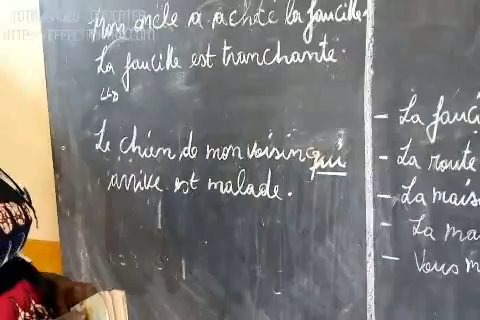 Mon oncle a acheté la faucille.
La faucille est tranchante.
Le chien de mon voisin qui
arrive est malade.
- La fauci
- La route
- La mais
- La ma
- Vous m